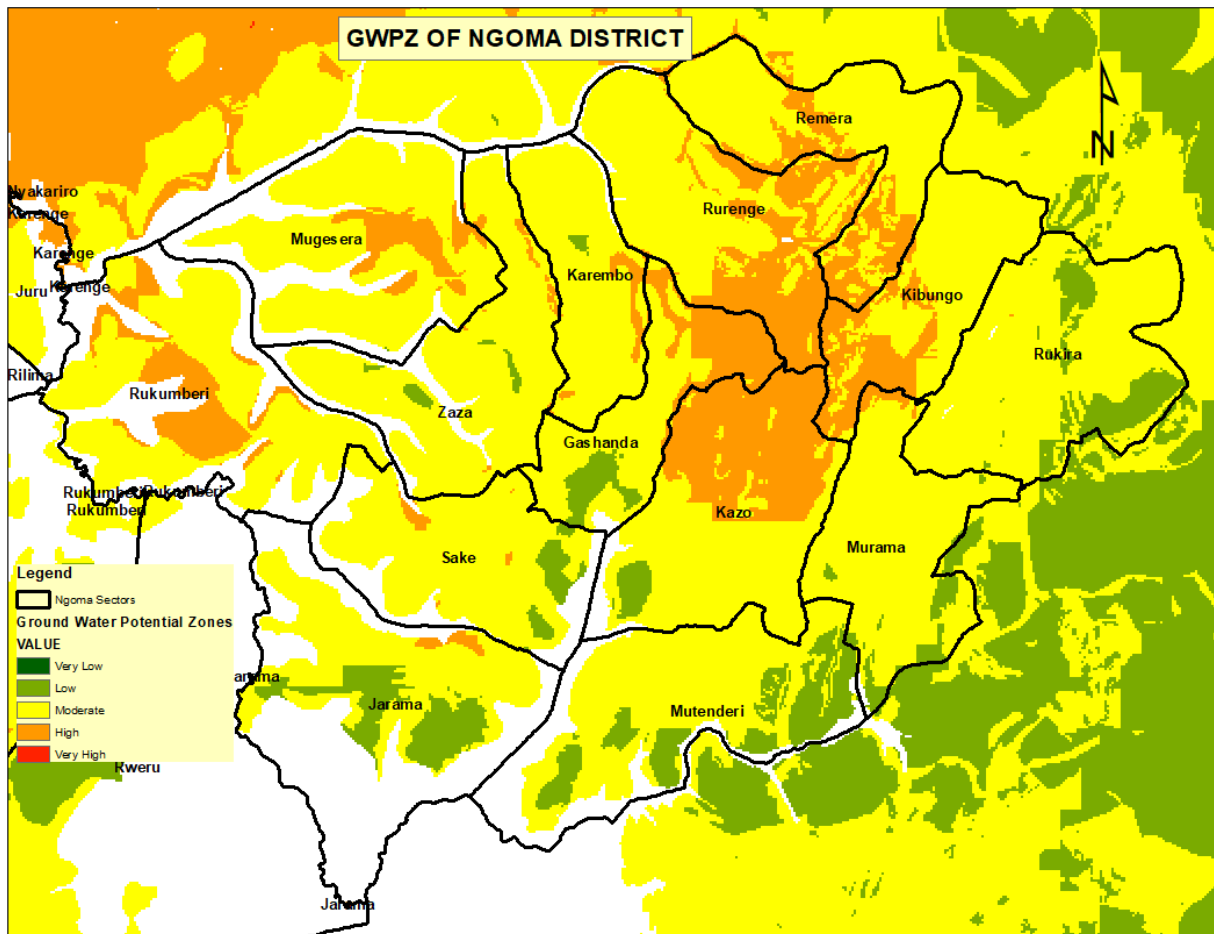 GWPZ OF NGOMA DISTRICT
N
Remera
Nyakariro
Karenge
Rurenge
Mugesera
Karenge
Karembo
Juru
Karenge
Kibungo
Rukira
Rilima
Rukumberi
Zaza
Gashanda
Rukumberi
Rukumberi
Rukumberi
Kazo
Murama
Sake
Legend
Ngoma Sectors
Ground Water Potential Zones
VALUE
Very Low
Low
Moderate
High
Very High
Jarama
Mutenderi
Rweru
Jarama